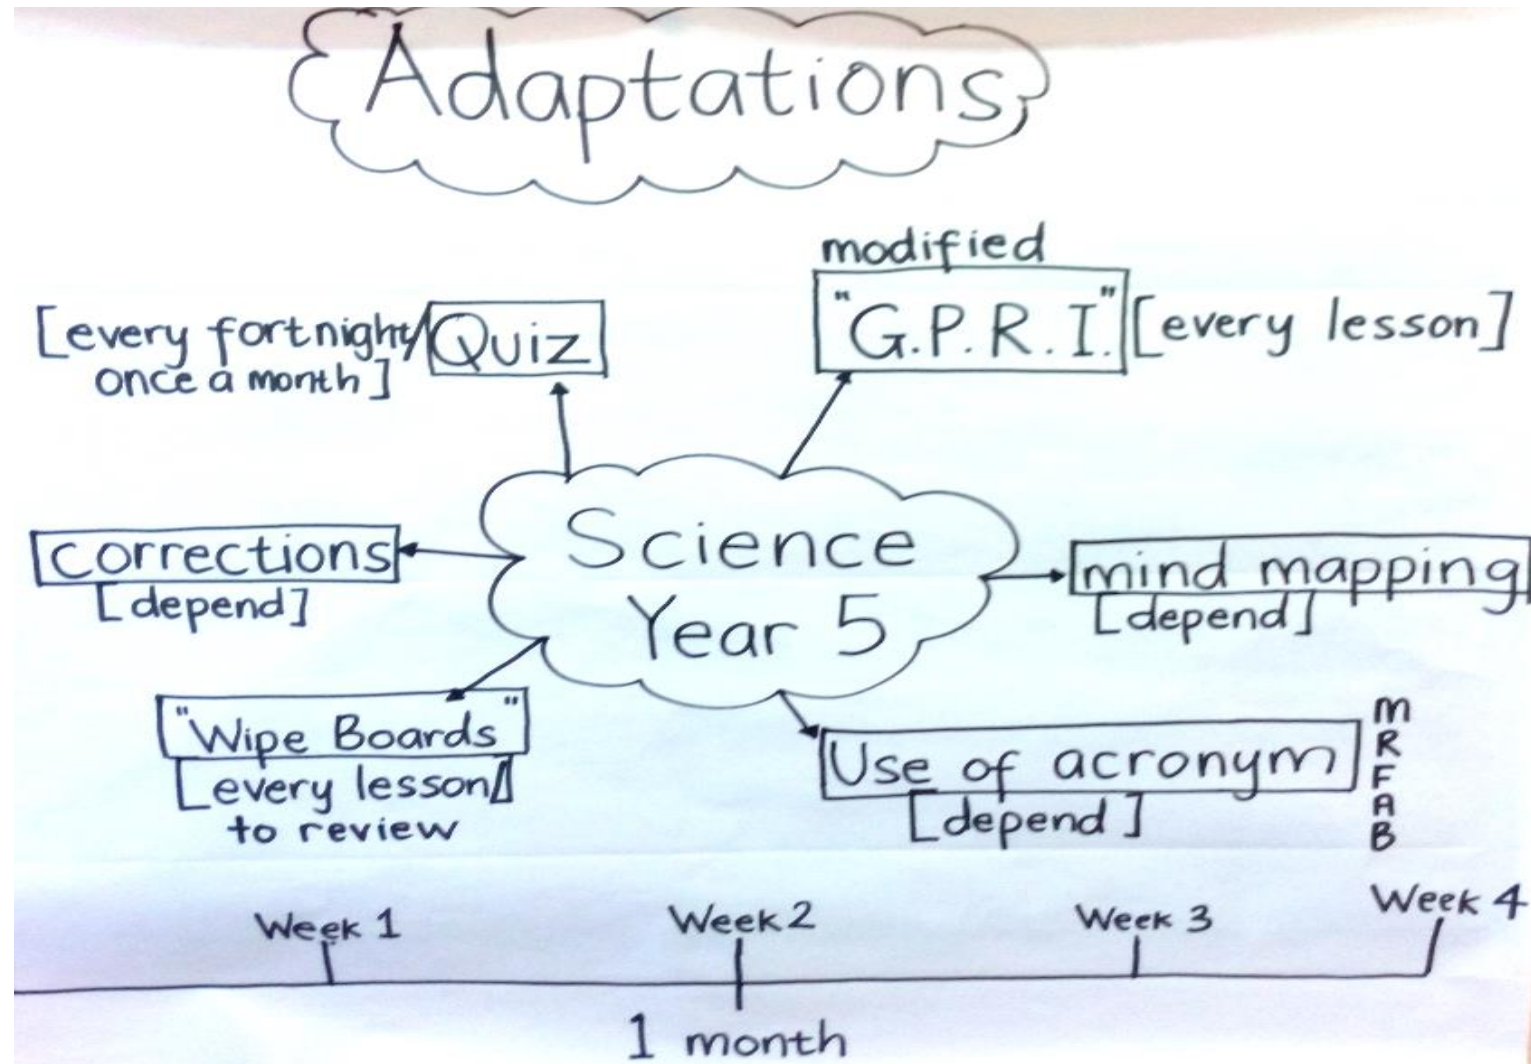 Adaptations
modified
"G.P.R.I." [every lesson]
[every fortnight/ Quiz
once a month]
Science
Year 5
corrections
[depend]
mind mapping
[depend]
"Wipe Boards"
[every lesson]
to review
Use of acronym
[depend]
M
R
F
A
B
Week 1
Week 2
Week 3
Week 4
1 month